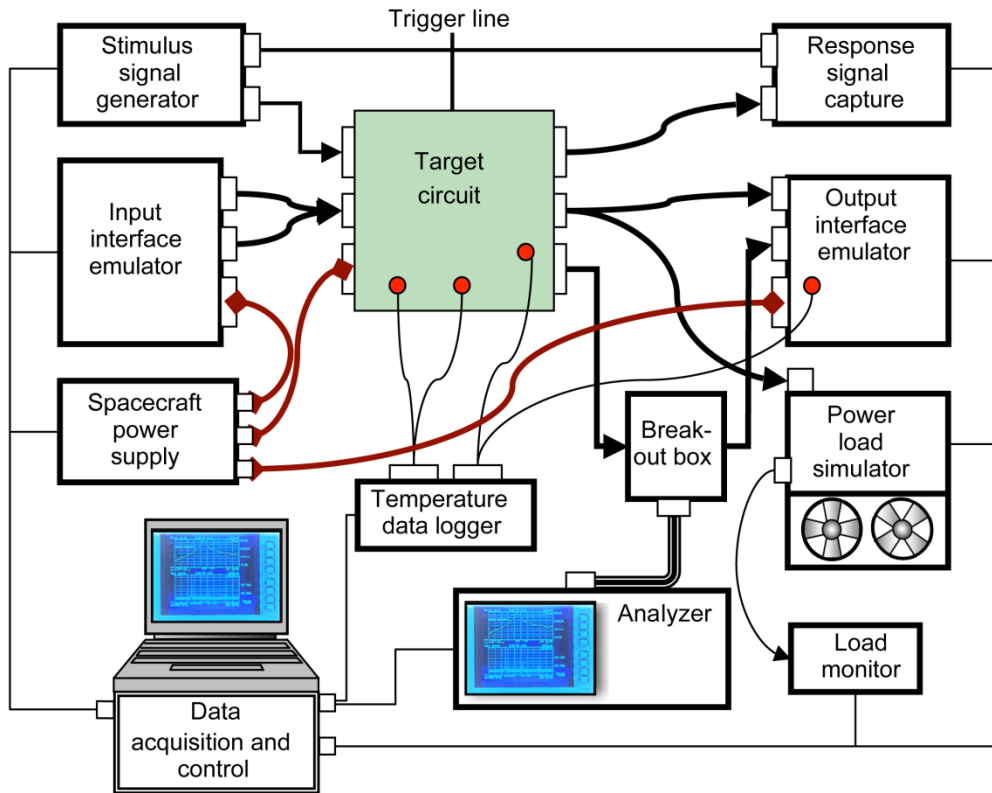 Trigger line
Stimulus
signal
generator
Response
signal
capture
Target
circuit
Input
interface
emulator
Output
interface
emulator
Spacecraft
power
supply
Break-
out box
Power
load
simulator
Temperature
data logger
Analyzer
Load
monitor
Data
acquisition and
control